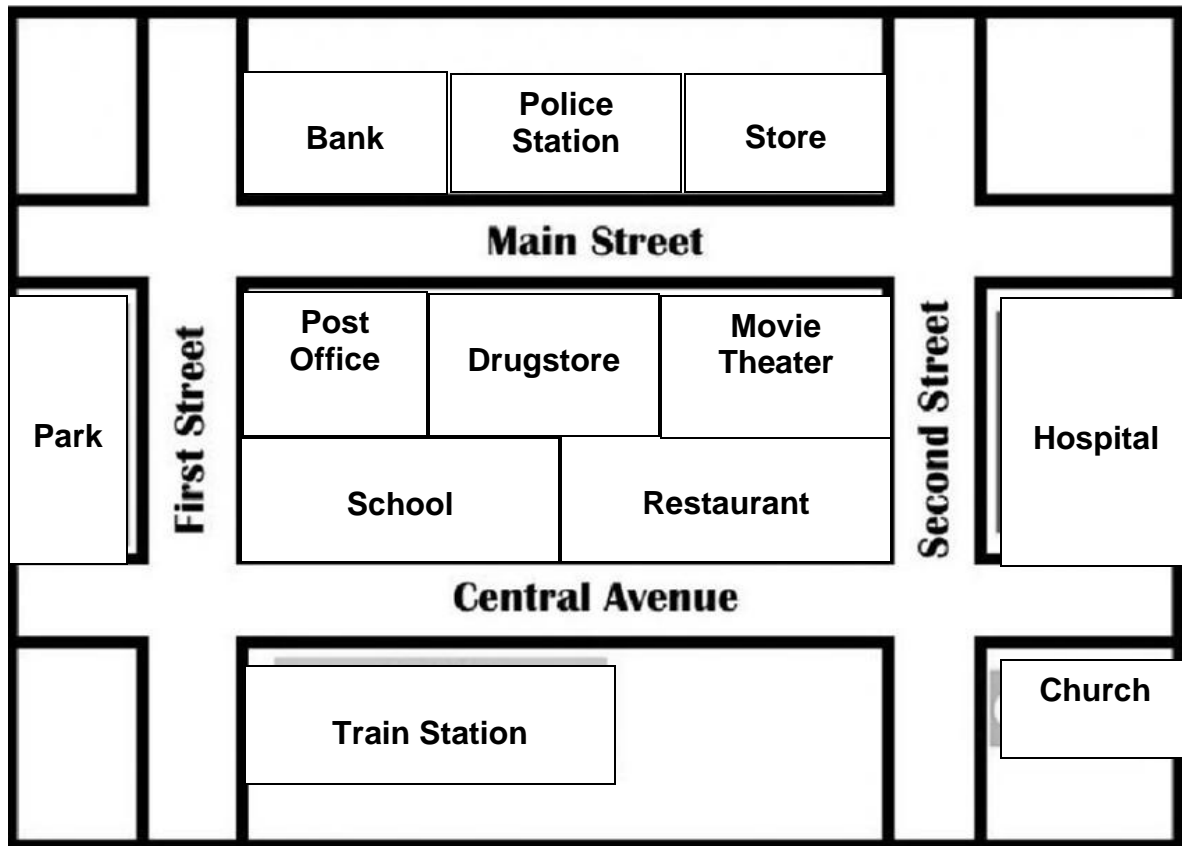 Bank
Police
Station
Store
Main Street
Post
Office
Drugstore
Movie
Theater
First Street
Second Street
Park
Hospital
School
Restaurant
Central Avenue
Train Station
Church